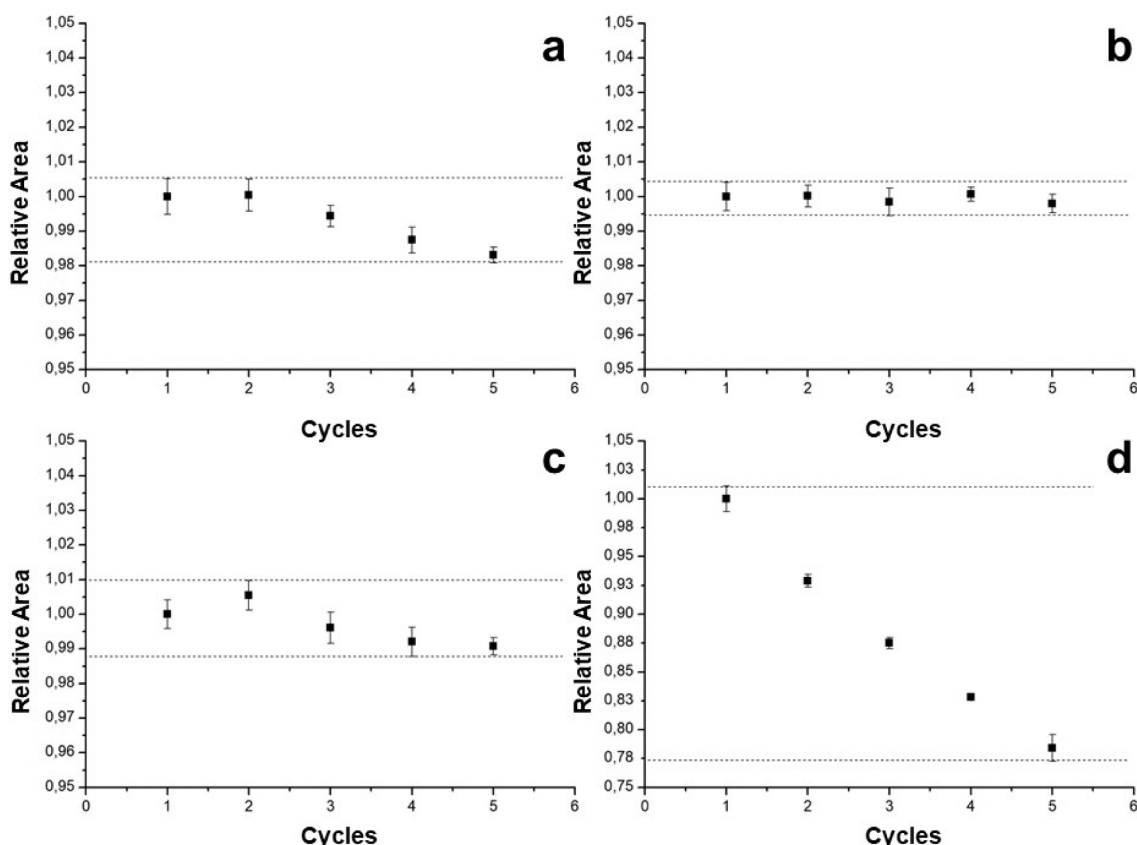 a
1,05
1,04
1,03
1,02
1,01
1,00
0,99
0,98
0,97
0,96
0,95
Relative Area
0 1 2 3 4 5 6
Cycles
b
1,05
1,04
1,03
1,02
1,01
1,00
0,99
0,98
0,97
0,96
0,95
Relative Area
0 1 2 3 4 5 6
Cycles
c
1,05
1,04
1,03
1,02
1,01
1,00
0,99
0,98
0,97
0,96
0,95
Relative Area
0 1 2 3 4 5 6
Cycles
d
1,05
1,03
1,00
0,98
0,95
0,93
0,90
0,88
0,85
0,83
0,80
0,78
0,75
Relative Area
0 1 2 3 4 5 6
Cycles